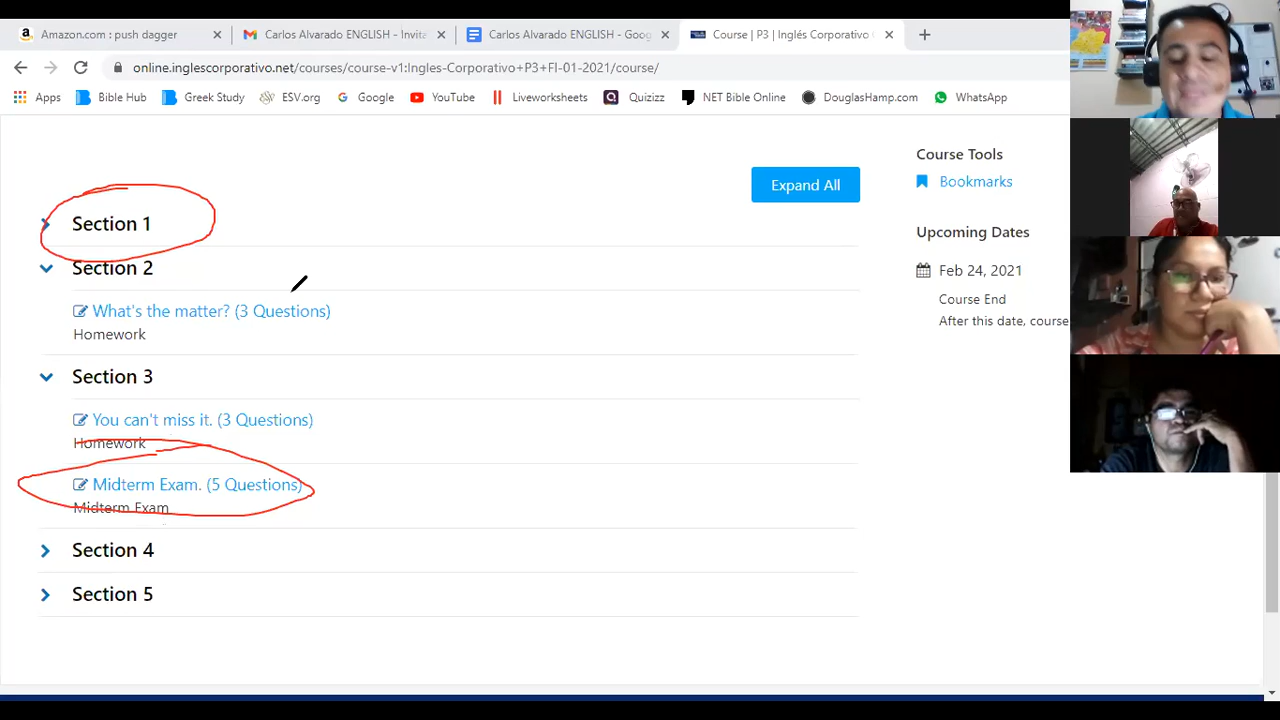 Amazon.com : push dagger
Carlos Alvarado ENGLISH - Inv
Carlos Alvarado ENGLISH - Goog
Course | P3 | Inglés Corporativo
online.inglescorporativo.net/courses/course-v1:Ingl
Corporativo+P3+FI-01-2021/course/
Apps
Bible Hub
Greek Study
ESV.org
Google
YouTube
Liveworksheets
Quizizz
NET Bible Online
DouglasHamp.com
WhatsApp
Expand All
Section 1
Section 2
What's the matter? (3 Questions)
Homework
Section 3
You can't miss it. (3 Questions)
Homework
Midterm Exam. (5 Questions)
Midterm Exam
Section 4
Section 5
Course Tools
Bookmarks
Upcoming Dates
Feb 24, 2021
Course End
After this date, course